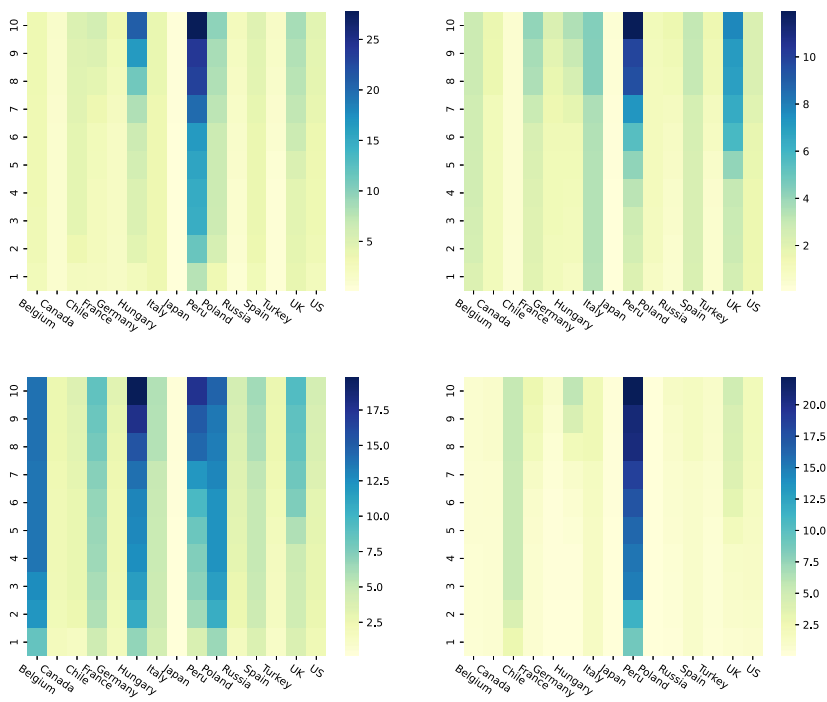 10
9
8
7
6
5
4
3
2
1
Belgium
Canada
Chile
France
Germany
Hungary
Italy
Japan
Peru
Poland
Russia
Spain
Turkey
UK
US
25
20
15
10
5
10
9
8
7
6
5
4
3
2
1
Belgium
Canada
Chile
France
Germany
Hungary
Italy
Japan
Peru
Poland
Russia
Spain
Turkey
UK
US
10
8
6
4
2
10
9
8
7
6
5
4
3
2
1
Belgium
Canada
Chile
France
Germany
Hungary
Italy
Japan
Peru
Poland
Russia
Spain
Turkey
UK
US
17.5
15.0
12.5
10.0
7.5
5.0
2.5
10
9
8
7
6
5
4
3
2
1
Belgium
Canada
Chile
France
Germany
Hungary
Italy
Japan
Peru
Poland
Russia
Spain
Turkey
UK
US
20.0
17.5
15.0
12.5
10.0
7.5
5.0
2.5